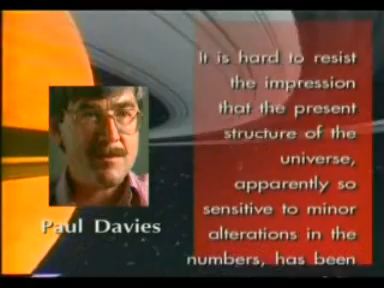 It is hard to resist
the impression
that the present
structure of the
universe,
apparently so
sensitive to minor
alterations in the
numbers, has been
Paul Davies